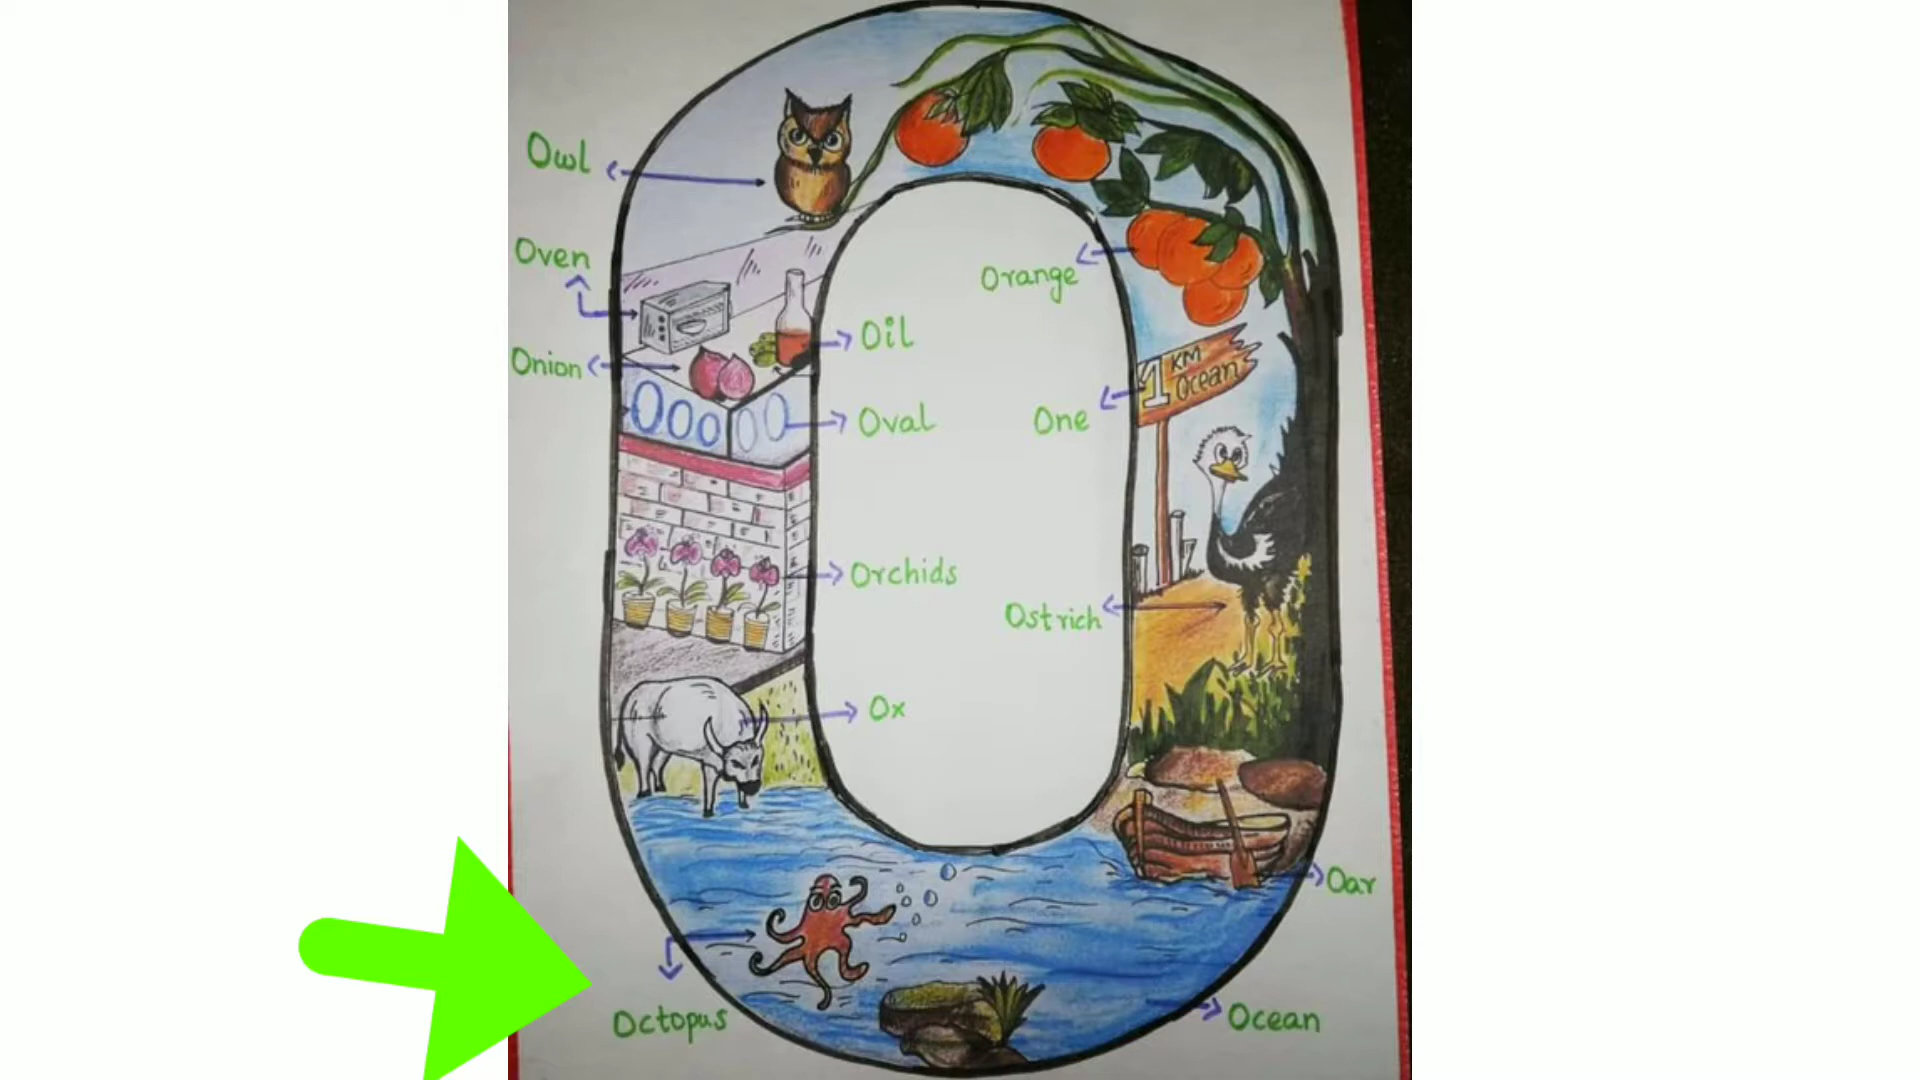 Owl
Oven
Orange
Oil
Onion
1 KM
Ocean
One
Oval
Orchids
Ostrich
Ox
Oar
Octopus
Ocean